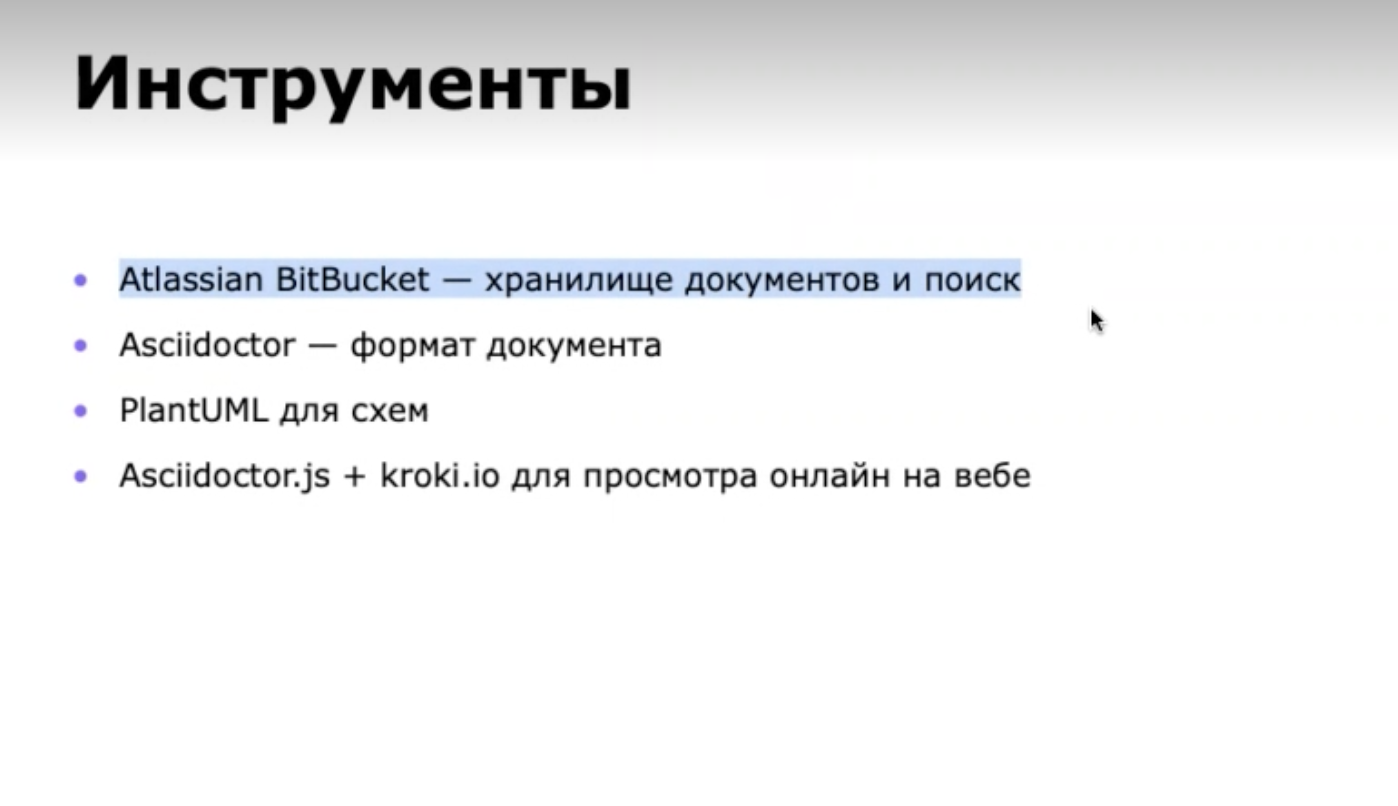 Инструменты
Atlassian BitBucket — хранилище документов и поиск
Asciidoctor — формат документа
PlantUML для схем
Asciidoctor.js + kroki.io для просмотра онлайн на вебе